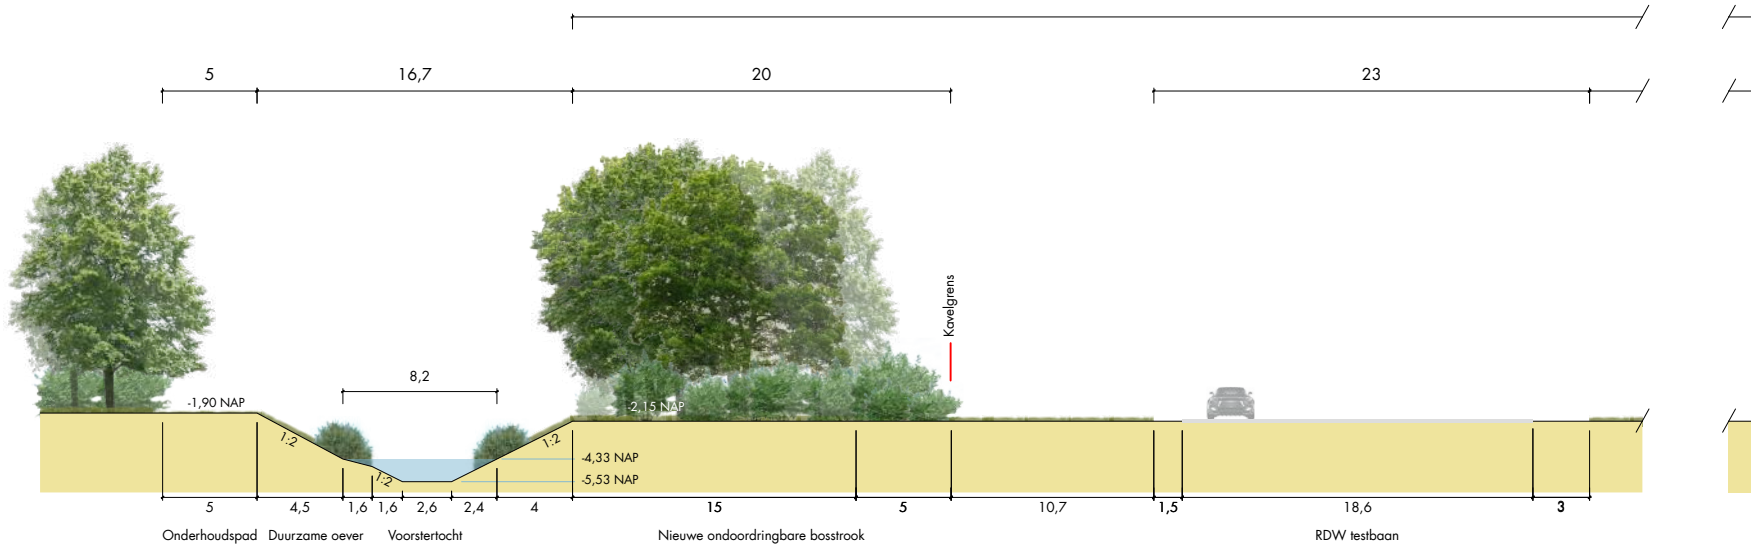 5 16,7 20 23
Kavelgrens
8,2
-1,90 NAP
-2,15 NAP
1:2
1:2
-4,33 NAP
1:2
-5,53 NAP
5 4,5 1,6 1,6 2,6 2,4 4 15 5 10,7 1,5 18,6 3
Onderhoudspad Duurzame oever Voorstertocht Nieuwe ondoordringbare bosstrook RDW testbaan